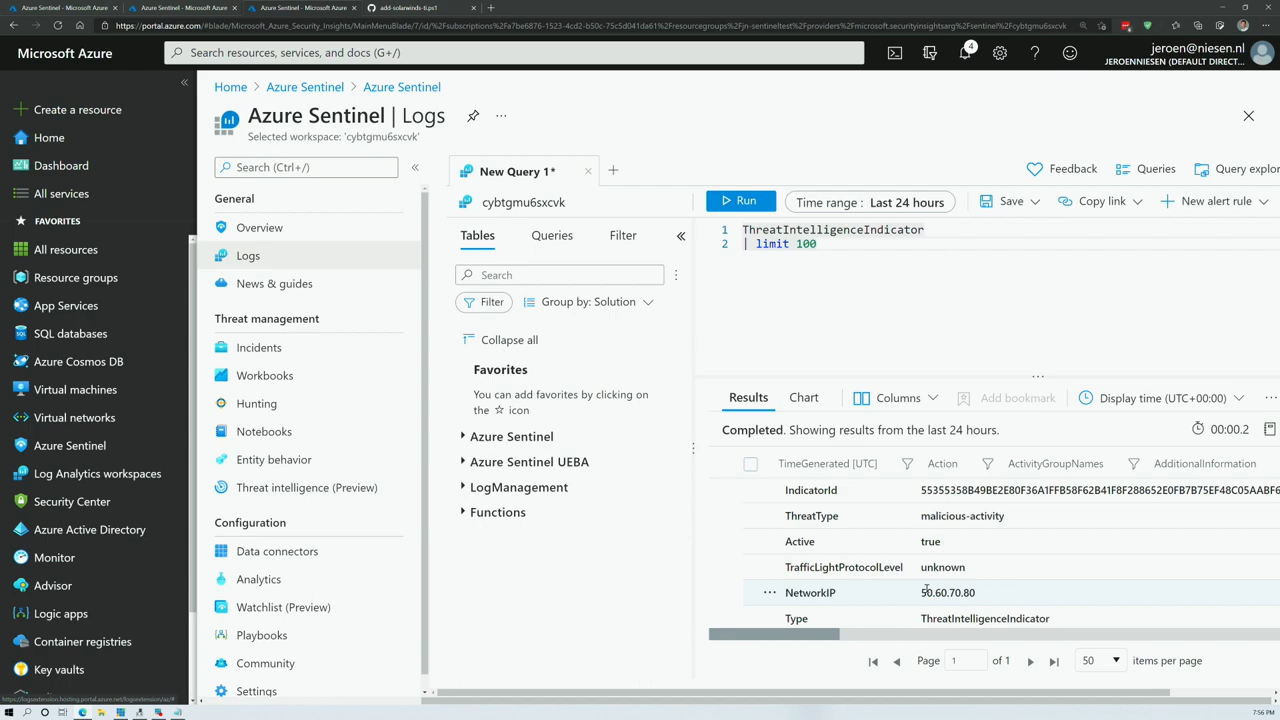 Azure Sentinel - Microsoft Azure
Azure Sentinel - Microsoft Azure
Azure Sentinel - Microsoft Azure
add-solarwinds-ti.ps1
Microsoft Azure
Search resources, services, and docs (G+/)
4
jeroen@niesen.nl
JEROENNIESEN (DEFAULT DIRECT...
Create a resource
Home
Dashboard
All services
FAVORITES
All resources
Resource groups
App Services
SQL databases
Azure Cosmos DB
Virtual machines
Virtual networks
Azure Sentinel
Log Analytics workspaces
Security Center
Azure Active Directory
Monitor
Advisor
Logic apps
Container registries
Key vaults
Home > Azure Sentinel > Azure Sentinel
Azure Sentinel | Logs
Selected workspace: 'cybtgmu6sxcvk'
Search (Ctrl+/)
General
Overview
Logs
News & guides
Threat management
Incidents
Workbooks
Hunting
Notebooks
Entity behavior
Threat intelligence (Preview)
Configuration
Data connectors
Analytics
Watchlist (Preview)
Playbooks
Community
Settings
New Query 1*
Feedback
Queries
Query explor
cybtgmu6sxcvk
Run
Time range : Last 24 hours
Save
Copy link
New alert rule
Tables
Queries
Filter
Search
Filter
Group by: Solution
Collapse all
Favorites
You can add favorites by clicking on
the ☆ icon
Azure Sentinel
Azure Sentinel UEBA
LogManagement
Functions
1 ThreatIntelligenceIndicator
2 | limit 100
Results
Chart
Columns
Add bookmark
Display time (UTC+00:00)
Completed. Showing results from the last 24 hours.
00:00.2
TimeGenerated [UTC] Action ActivityGroupNames AdditionalInformation
IndicatorId 55355358B49BE2E80F36A1FFB58F62B41F8F288652E0FB7B75EF48C05AABF6
ThreatType malicious-activity
Active true
TrafficLightProtocolLevel unknown
NetworkIP 50.60.70.80
Type ThreatIntelligenceIndicator
Page 1 of 1
50 items per page
7:56 PM